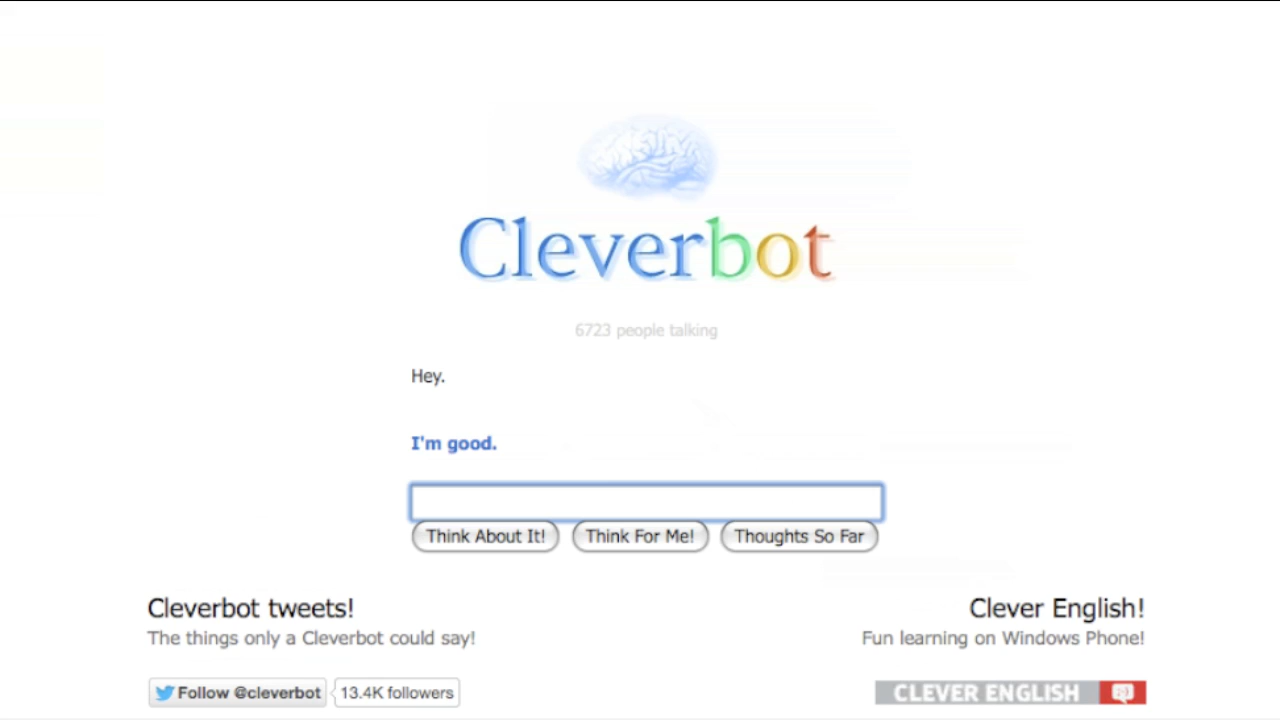 Cleverbot
6723 people talking
Hey.
I'm good.
Think About It! Think For Me! Thoughts So Far
Cleverbot tweets!
The things only a Cleverbot could say!
Follow @cleverbot 13.4K followers
Clever English!
Fun learning on Windows Phone!
CLEVER ENGLISH